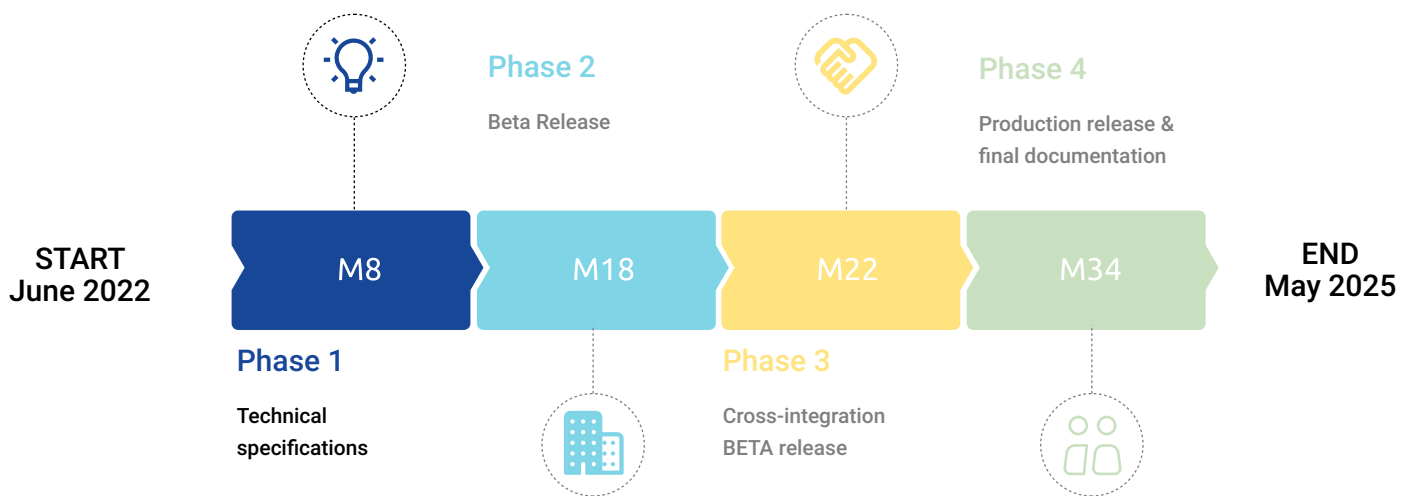 START
June 2022
M8
Phase 1
Technical
specifications
Phase 2
Beta Release
M18
M22
Phase 3
Cross-integration
BETA release
Phase 4
Production release &
final documentation
M34
END
May 2025